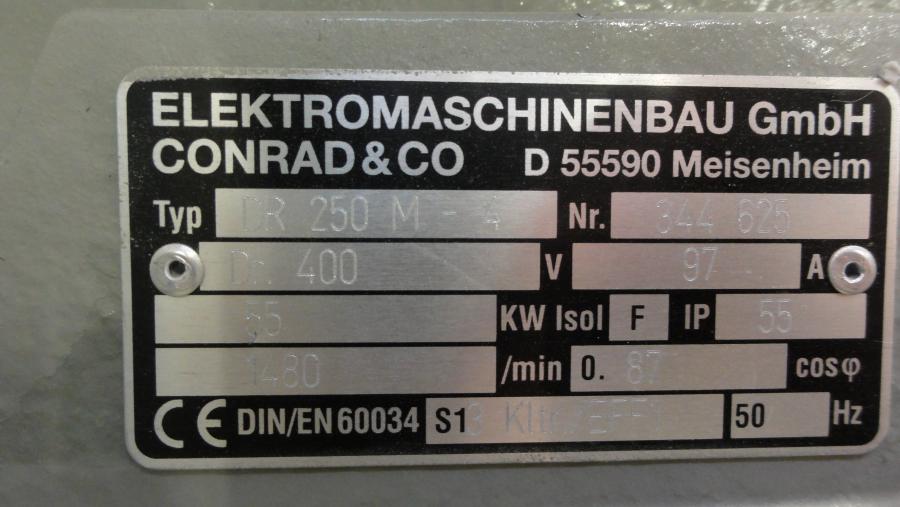 ELEKTROMASCHINENBAU GmbH
CONRAD & CO D 55590 Meisenheim
Typ DR 250 M - 4 Nr. 344 625
400 V 97 A
55 KW Isol F IP 55
1480 /min 0. 87 cosφ
CE DIN/EN 60034 S1 50 Hz